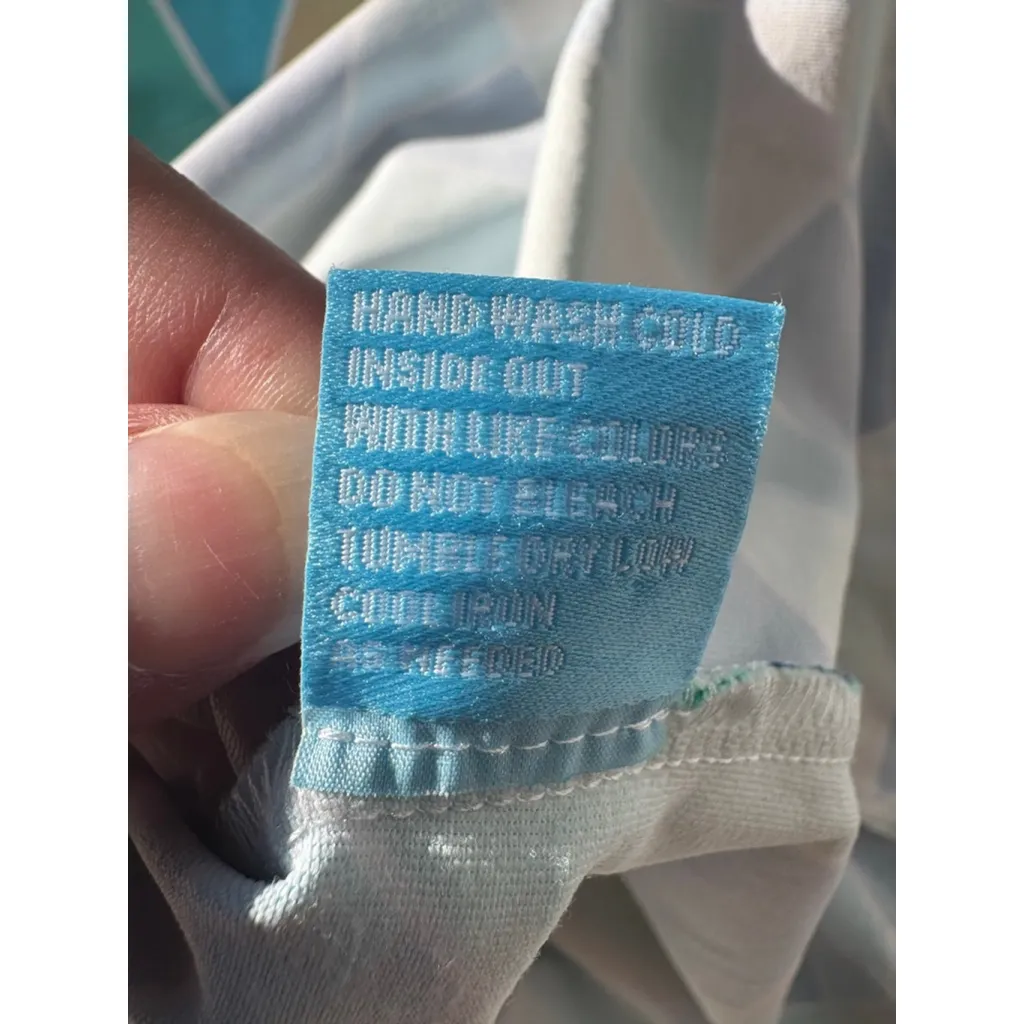 HAND WASH COLD
INSIDE OUT
WITH LIKE COLORS
DO NOT BLEACH
TUMBLE DRY LOW
COOL IRON
AS NEEDED